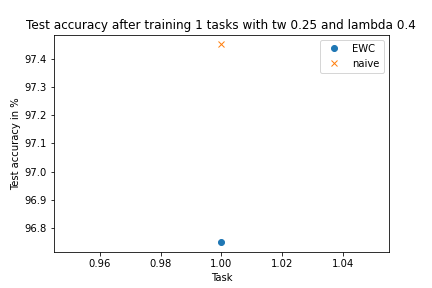 Test accuracy after training 1 tasks with tw 0.25 and lambda 0.4
EWC
naive
97.4
97.3
97.2
97.1
97.0
96.9
96.8
Test accuracy in %
0.96 0.98 1.00 1.02 1.04
Task